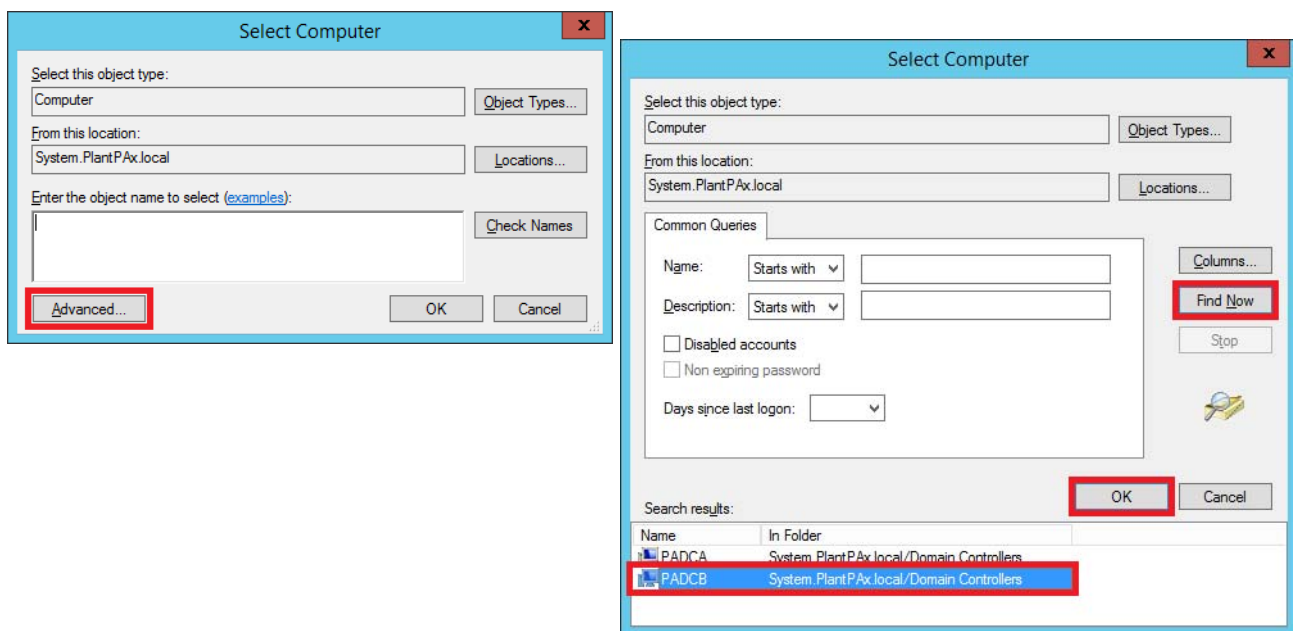 Select Computer
x
Select this object type:
Computer
Object Types...
From this location:
System.PlantPAx.local
Locations...
Enter the object name to select (examples):
Check Names
Advanced...
OK
Cancel
Select Computer
x
Select this object type:
Computer
Object Types...
From this location:
System.PlantPAx.local
Locations...
Common Queries
Name:
Starts with
Columns...
Description:
Starts with
Find Now
Disabled accounts
Stop
Non expiring password
Days since last logon:
OK
Cancel
Search results:
Name In Folder
PADCA System.PlantPAx.local/Domain Controllers
PADCB System.PlantPAx.local/Domain Controllers